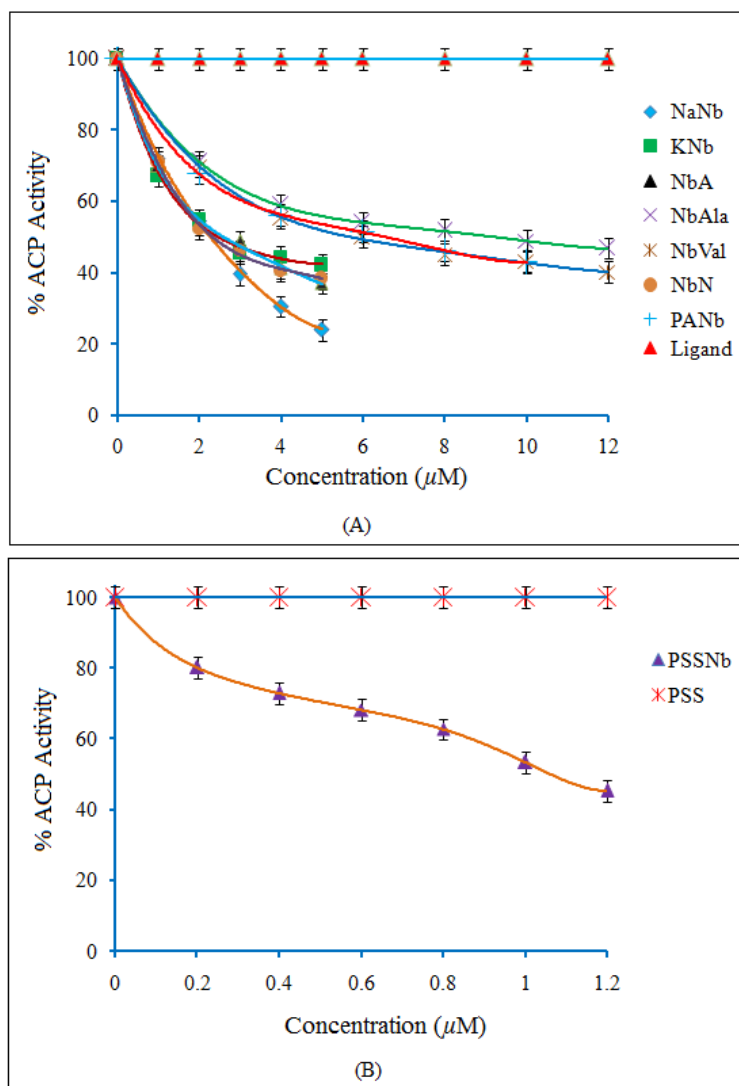 100
80
60
40
20
0
% ACP Activity
0 2 4 6 8 10 12
Concentration (µM)
NaNb
KNb
NbA
NbAla
NbVal
NbN
PANb
Ligand
(A)
100
80
60
40
20
0
% ACP Activity
0 0.2 0.4 0.6 0.8 1 1.2
Concentration (µM)
PSSNb
PSS
(B)